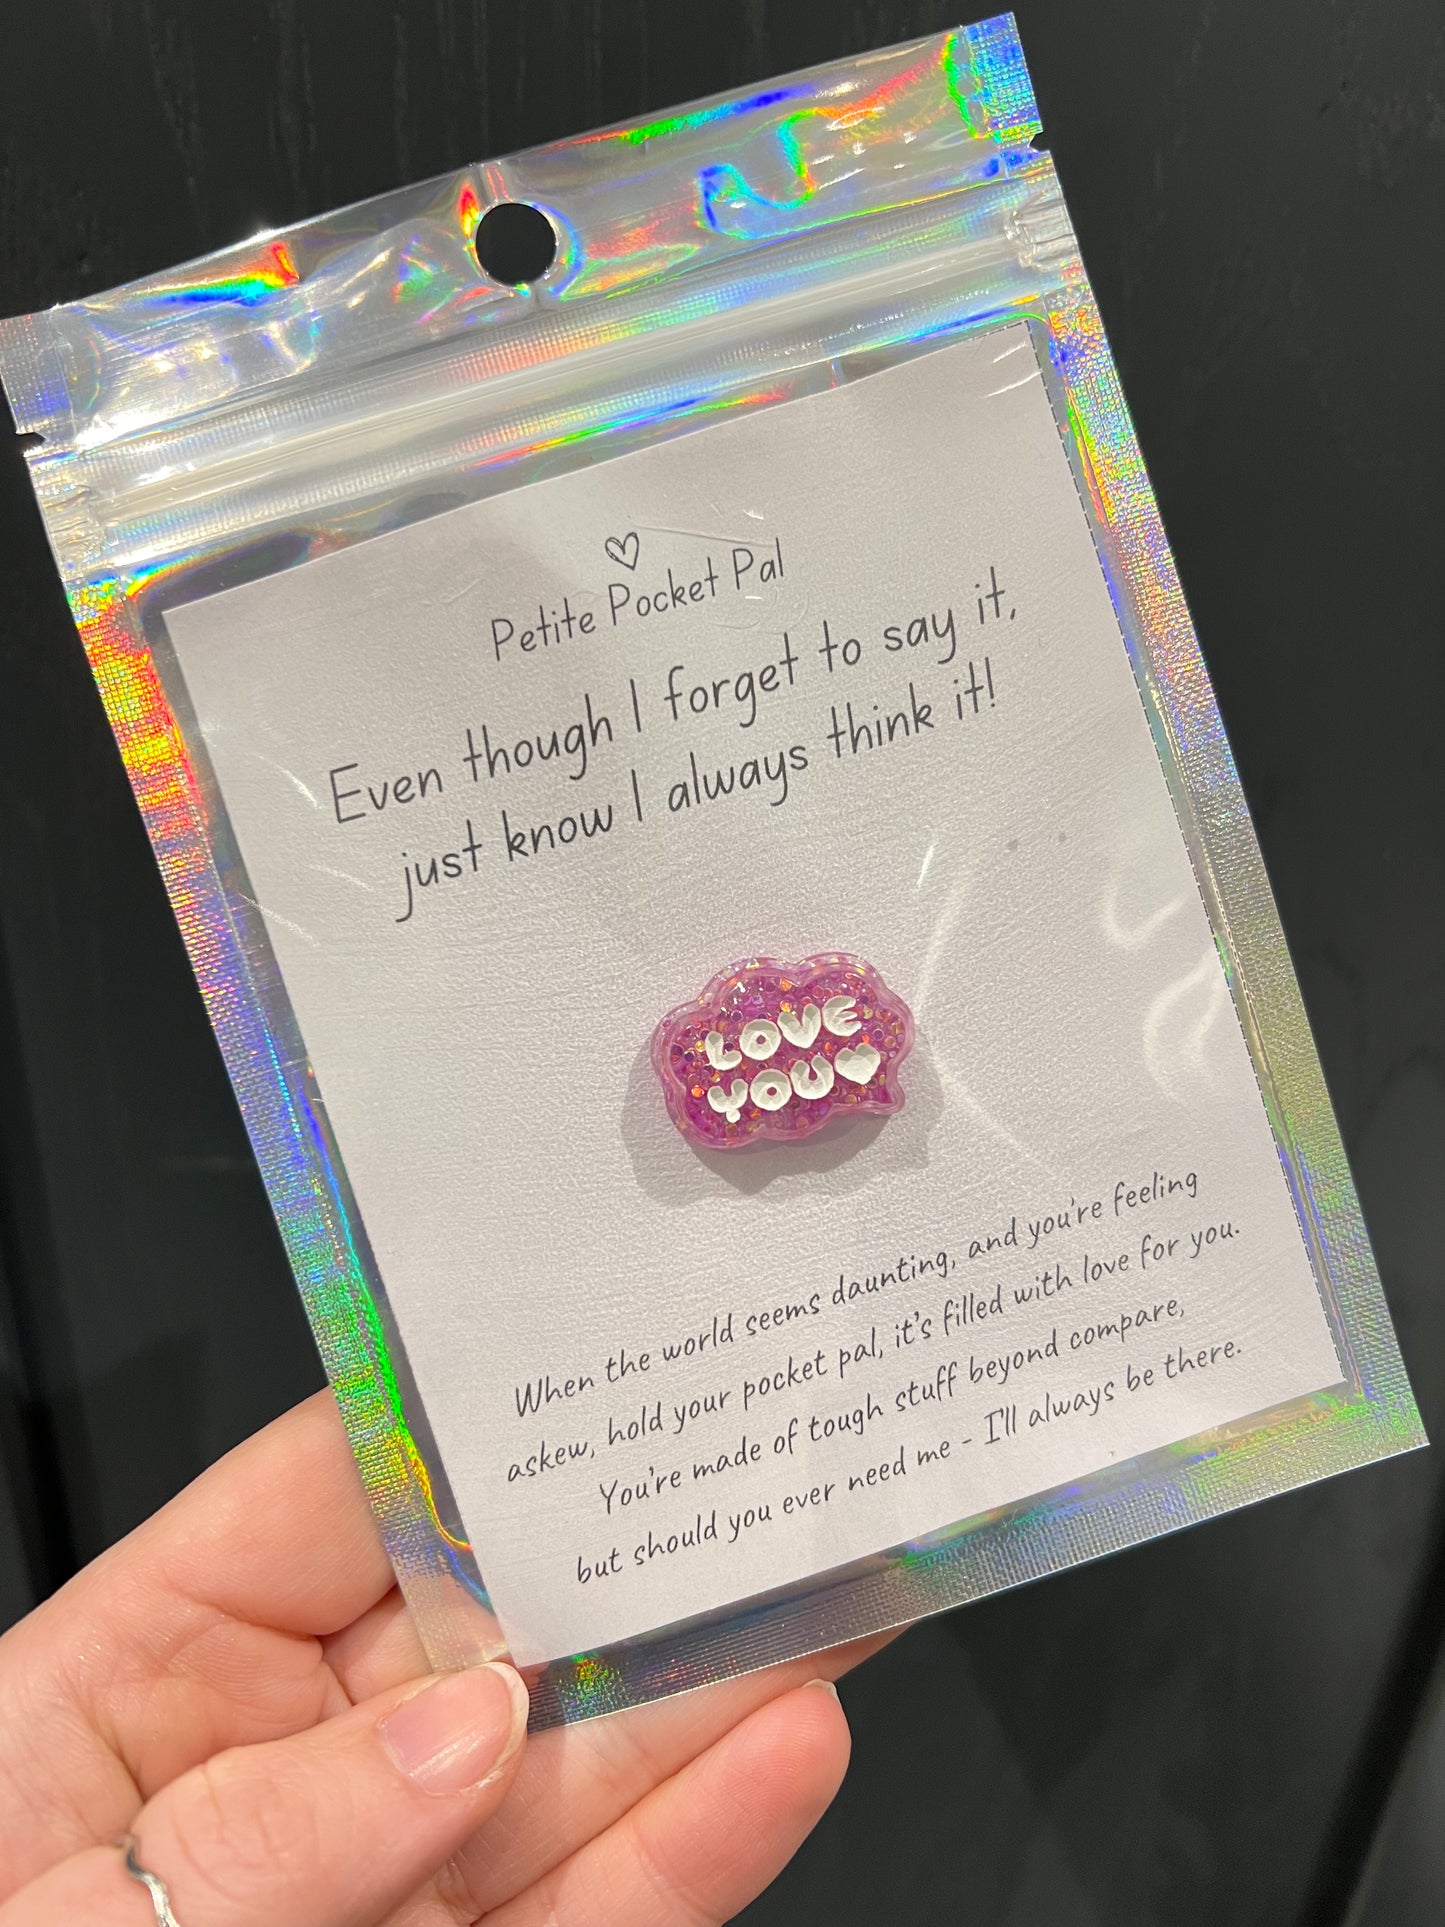 Petite Pocket Pal
Even though I forget to say it,
just know I always think it!
LOVE
YOU
When the world seems daunting, and you're feeling
askew, hold your pocket pal, it's filled with love for you.
You're made of tough stuff beyond compare,
but should you ever need me - I'll always be there.